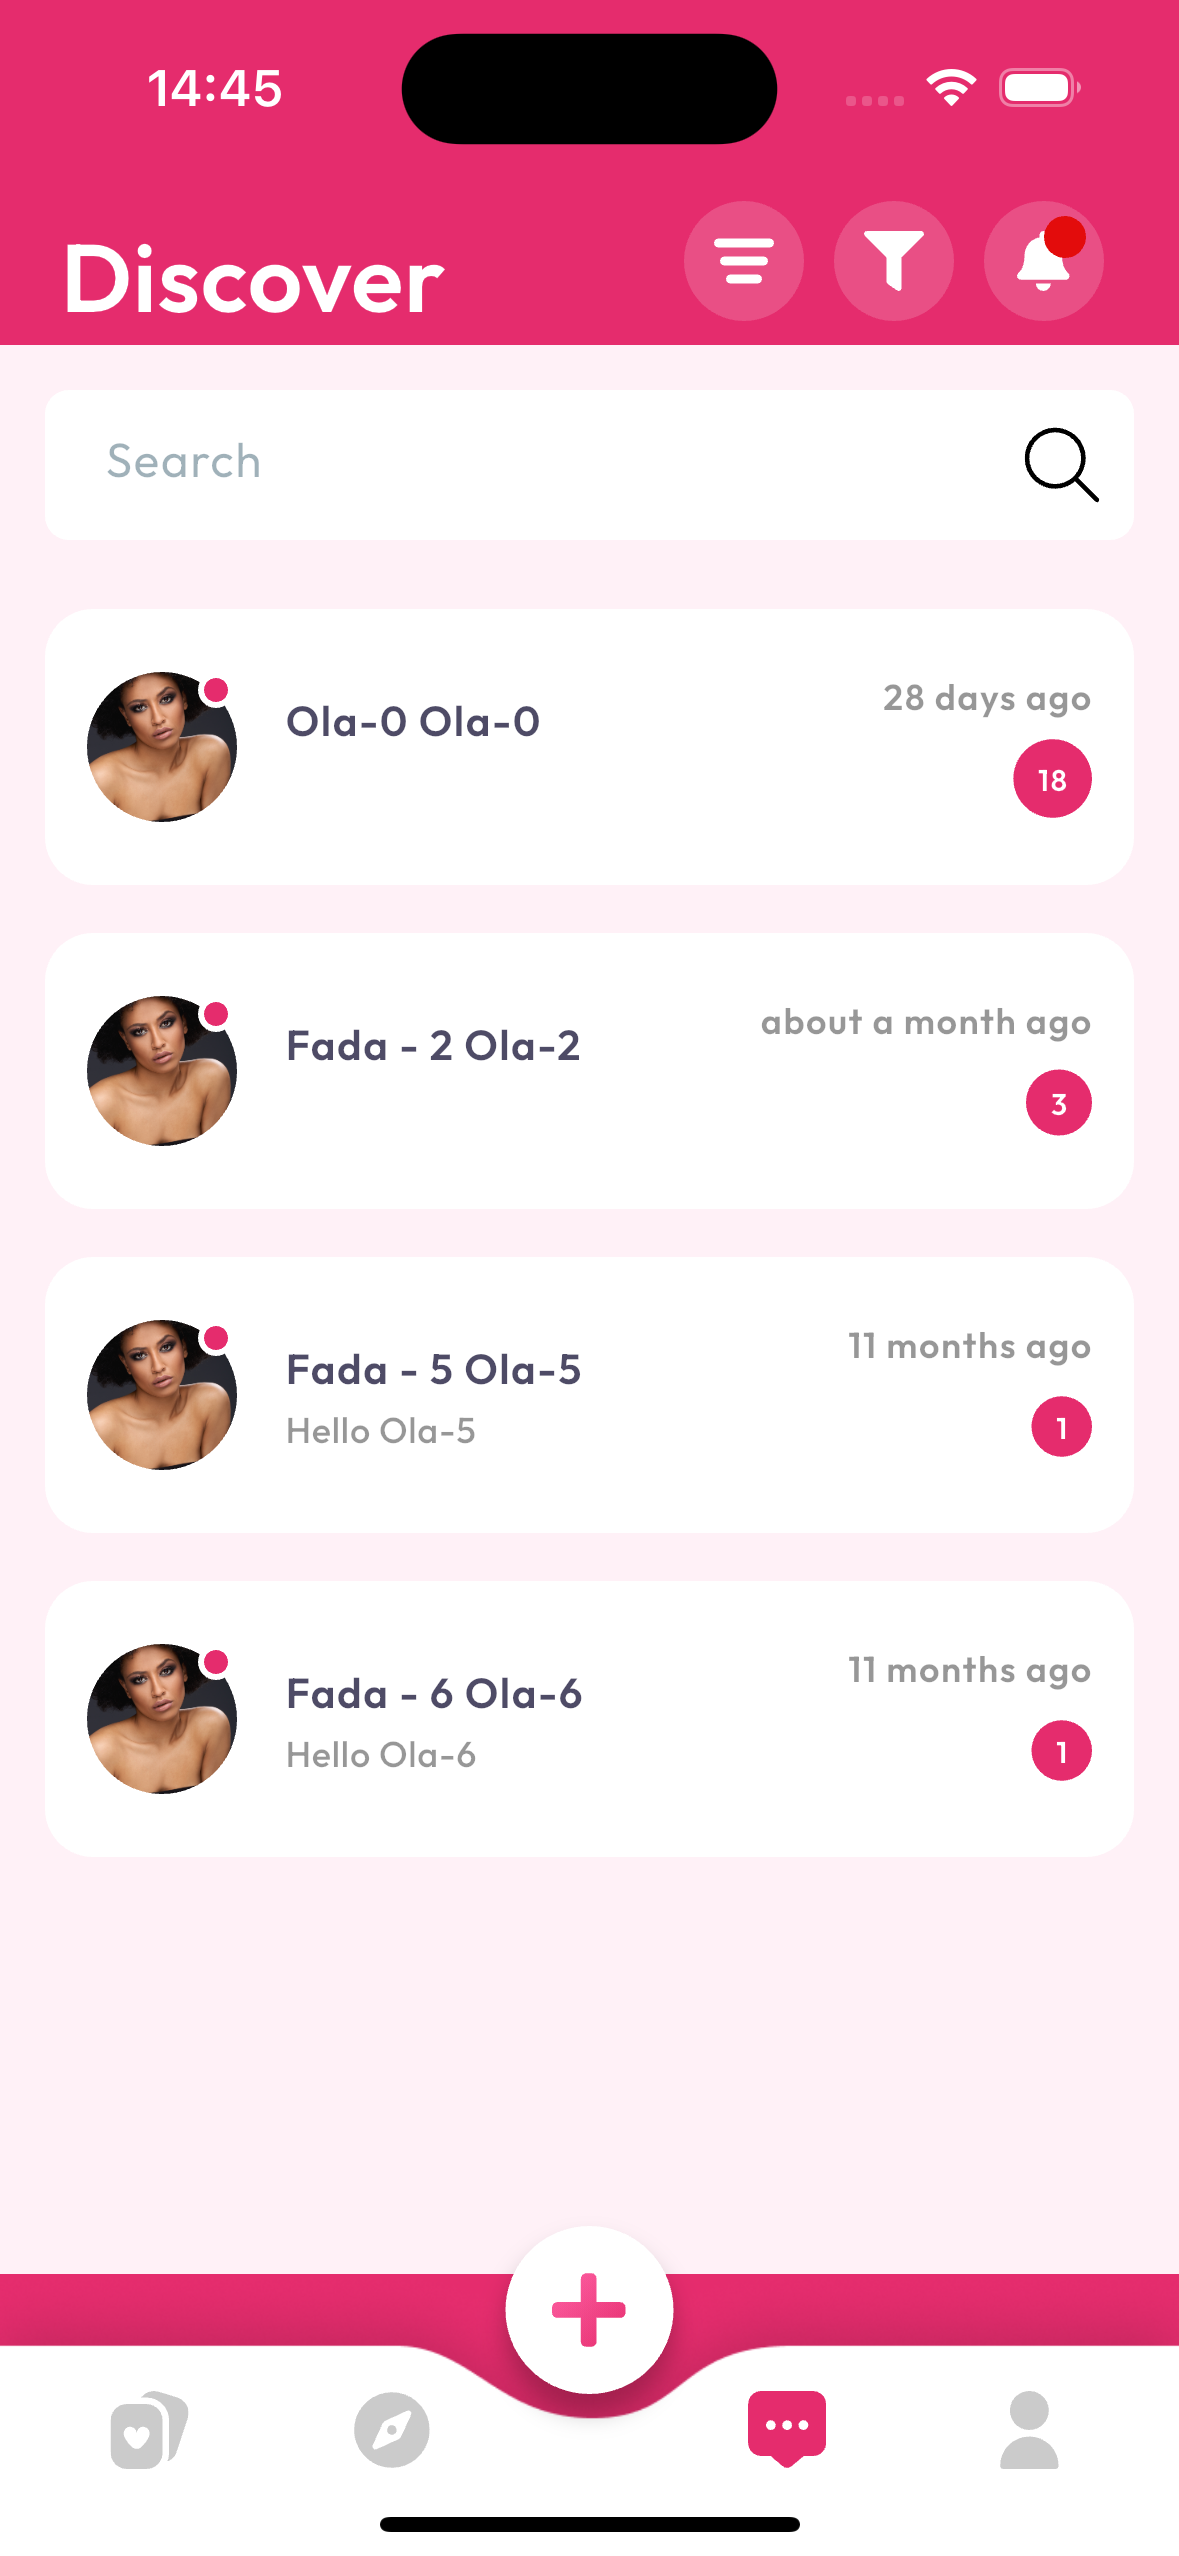 14:45
Discover
Search
Ola-0 Ola-0
28 days ago
18
Fada - 2 Ola-2
about a month ago
3
Fada - 5 Ola-5
11 months ago
Hello Ola-5
1
Fada - 6 Ola-6
11 months ago
Hello Ola-6
1